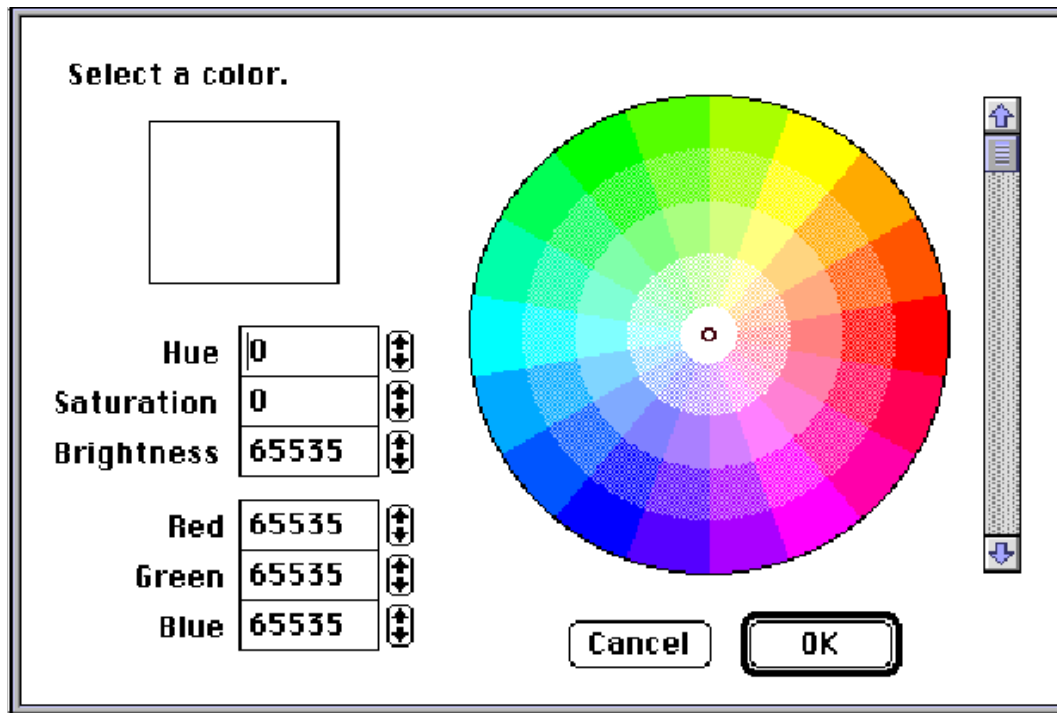 Select a color.
Hue 0
Saturation 0
Brightness 65535
Red 65535
Green 65535
Blue 65535
Cancel OK